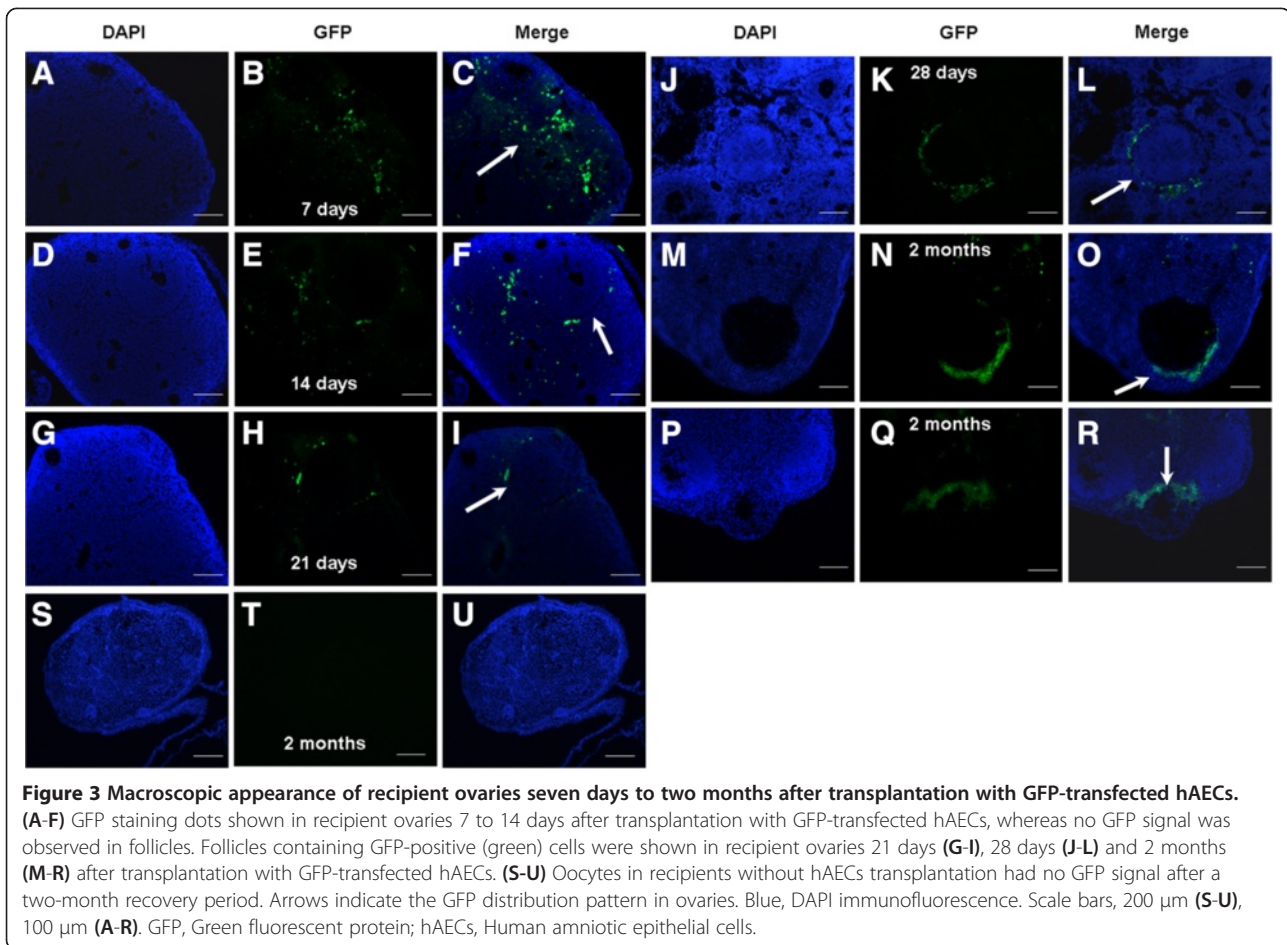 DAPI GFP Merge DAPI GFP Merge
A B C J K 28 days L
7 days
D E F M N 2 months O
14 days
G H I P Q 2 months R
21 days
S T U
2 months
Figure 3 Macroscopic appearance of recipient ovaries seven days to two months after transplantation with GFP-transfected hAECs.
(A-F) GFP staining dots shown in recipient ovaries 7 to 14 days after transplantation with GFP-transfected hAECs, whereas no GFP signal was
observed in follicles. Follicles containing GFP-positive (green) cells were shown in recipient ovaries 21 days (G-I), 28 days (J-L) and 2 months
(M-R) after transplantation with GFP-transfected hAECs. (S-U) Oocytes in recipients without hAECs transplantation had no GFP signal after a
two-month recovery period. Arrows indicate the GFP distribution pattern in ovaries. Blue, DAPI immunofluorescence. Scale bars, 200 μm (S-U),
100 μm (A-R). GFP, Green fluorescent protein; hAECs, Human amniotic epithelial cells.